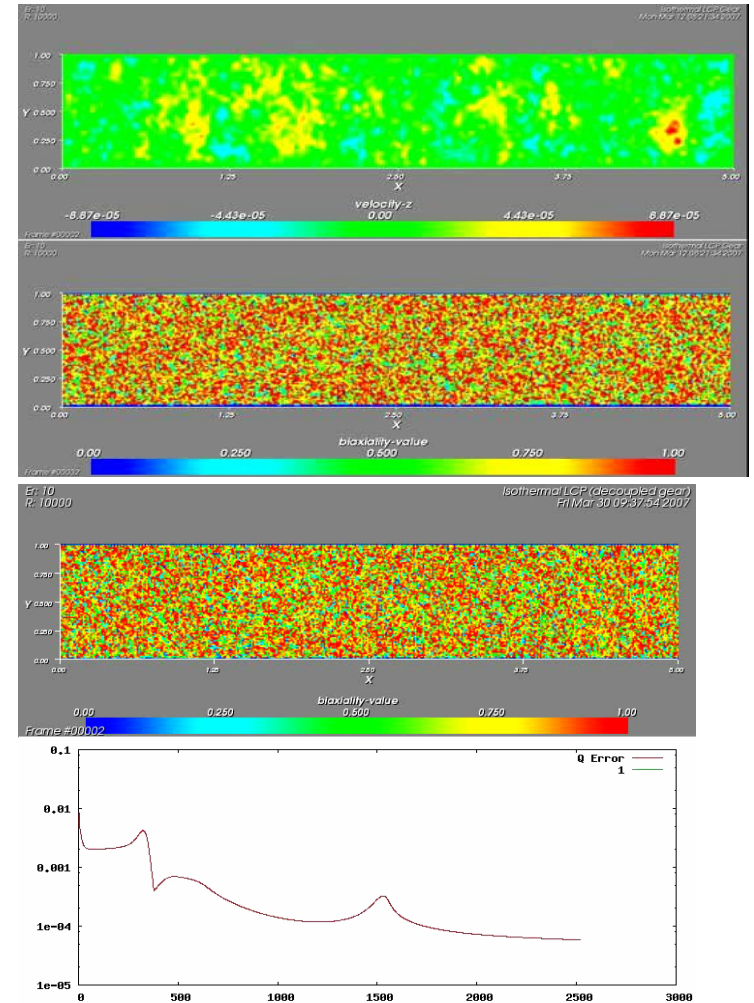 Er: 10 Isothermal LCP Gear
R: 10000 Mon Mar 12 06:21:34 2007
1.00
0.750
Y 0.500
0.250
0.00
0.00 1.25 2.50 3.75 5.00
X
velocity-z
-8.87e-05 -4.43e-05 0.00 4.43e-05 8.87e-05
Frame #00002
Er: 10 Isothermal LCP Gear
R: 10000 Mon Mar 12 06:21:34 2007
1.00
0.750
Y 0.500
0.250
0.00
0.00 1.25 2.50 3.75 5.00
X
biaxiality-value
0.00 0.250 0.500 0.750 1.00
Frame #00002
Er: 10 Isothermal LCP (decoupled gear)
R: 10000 Fri Mar 30 09:37:54 2007
1.00
0.750
Y 0.500
0.250
0.00
0.00 1.25 2.50 3.75 5.00
X
biaxiality-value
0.00 0.250 0.500 0.750 1.00
Frame #00002
0.1
Q Error
1
0.01
0.001
1e-04
1e-05
0 500 1000 1500 2000 2500 3000